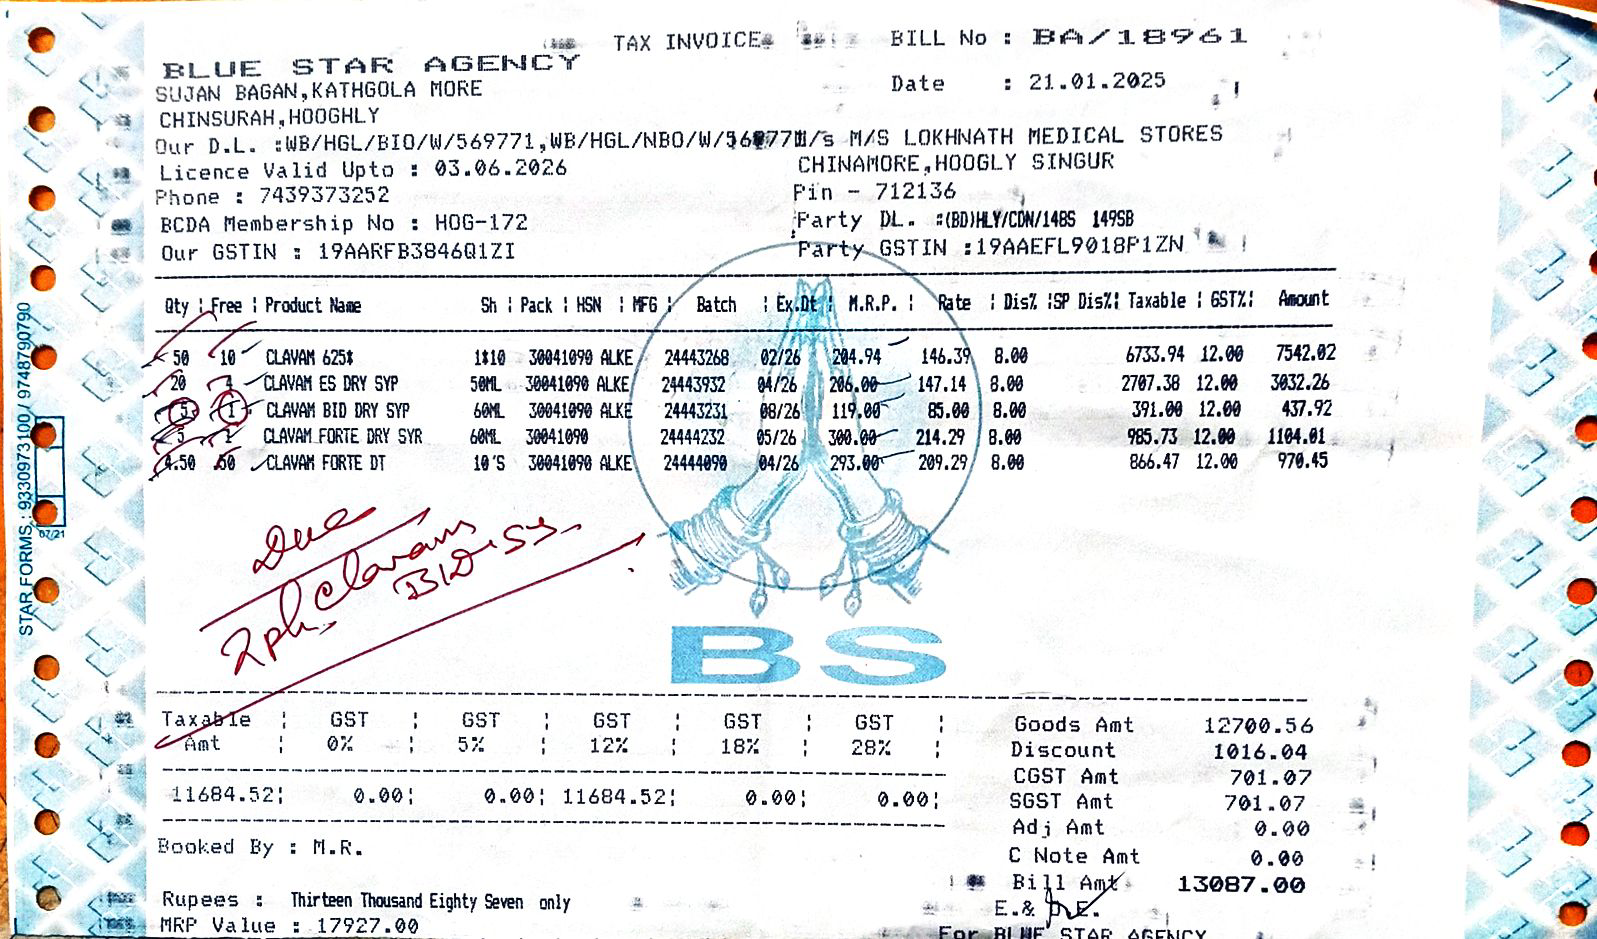 TAX INVOICE
BILL No : BA/18961
BLUE STAR AGENCY
Date : 21.01.2025
SUJAN BAGAN,KATHGOLA MORE
CHINSURAH,HOOGHLY
Our D.L. :WB/HGL/BIO/W/569771,WB/HGL/NBO/W/ M/S LOKHNATH MEDICAL STORES
Licence Valid Upto : 03.06.2026
CHINAMORE,HOOGLY SINGUR
Phone : 7439373252
Pin - 712136
BCDA Membership No : HOG-172
Party DL. :(BD)HLY/CDN/148S 149SB
Our GSTIN : 19AARFB3846Q1ZI
Party GSTIN :19AAEFL9018P1ZN
Qty | Free | Product Name Sh | Pack | HSN | MFG | Batch | Ex.Dt | M.R.P. | Rate | Dis% |SP Dis%| Taxable | GST%| Amount
50 10 CLAVAM 625* 1*10 30041090 ALKE 24443268 02/26 204.94 146.39 8.00 6733.94 12.00 7542.02
20 4 CLAVAM ES DRY SYP 50ML 30041090 ALKE 24443932 04/26 206.00 147.14 8.00 2707.38 12.00 3032.26
5 1 CLAVAM BID DRY SYP 60ML 30041090 ALKE 24443231 08/26 119.00 85.00 8.00 391.00 12.00 437.92
5 CLAVAM FORTE DRY SYR 60ML 30041090 24444232 05/26 300.00 214.29 8.00 985.73 12.00 1104.01
4.50 .50 CLAVAM FORTE DT 10'S 30041090 ALKE 24444090 04/26 293.00 209.29 8.00 866.47 12.00 970.45
Due
Clavam
BID
BS
Taxable | GST | GST | GST | GST | GST |
Amt | 0% | 5% | 12% | 18% | 28% |
11684.52| 0.00| 0.00| 11684.52| 0.00| 0.00|
Goods Amt 12700.56
Discount 1016.04
CGST Amt 701.07
SGST Amt 701.07
Adj Amt 0.00
C Note Amt 0.00
Bill Amt 13087.00
Booked By : M.R.
Rupees : Thirteen Thousand Eighty Seven only
MRP Value : 17927.00
E.& O.E.
For BLUE STAR AGENCY
STAR FORMS,: 9330973100 / 9748790790